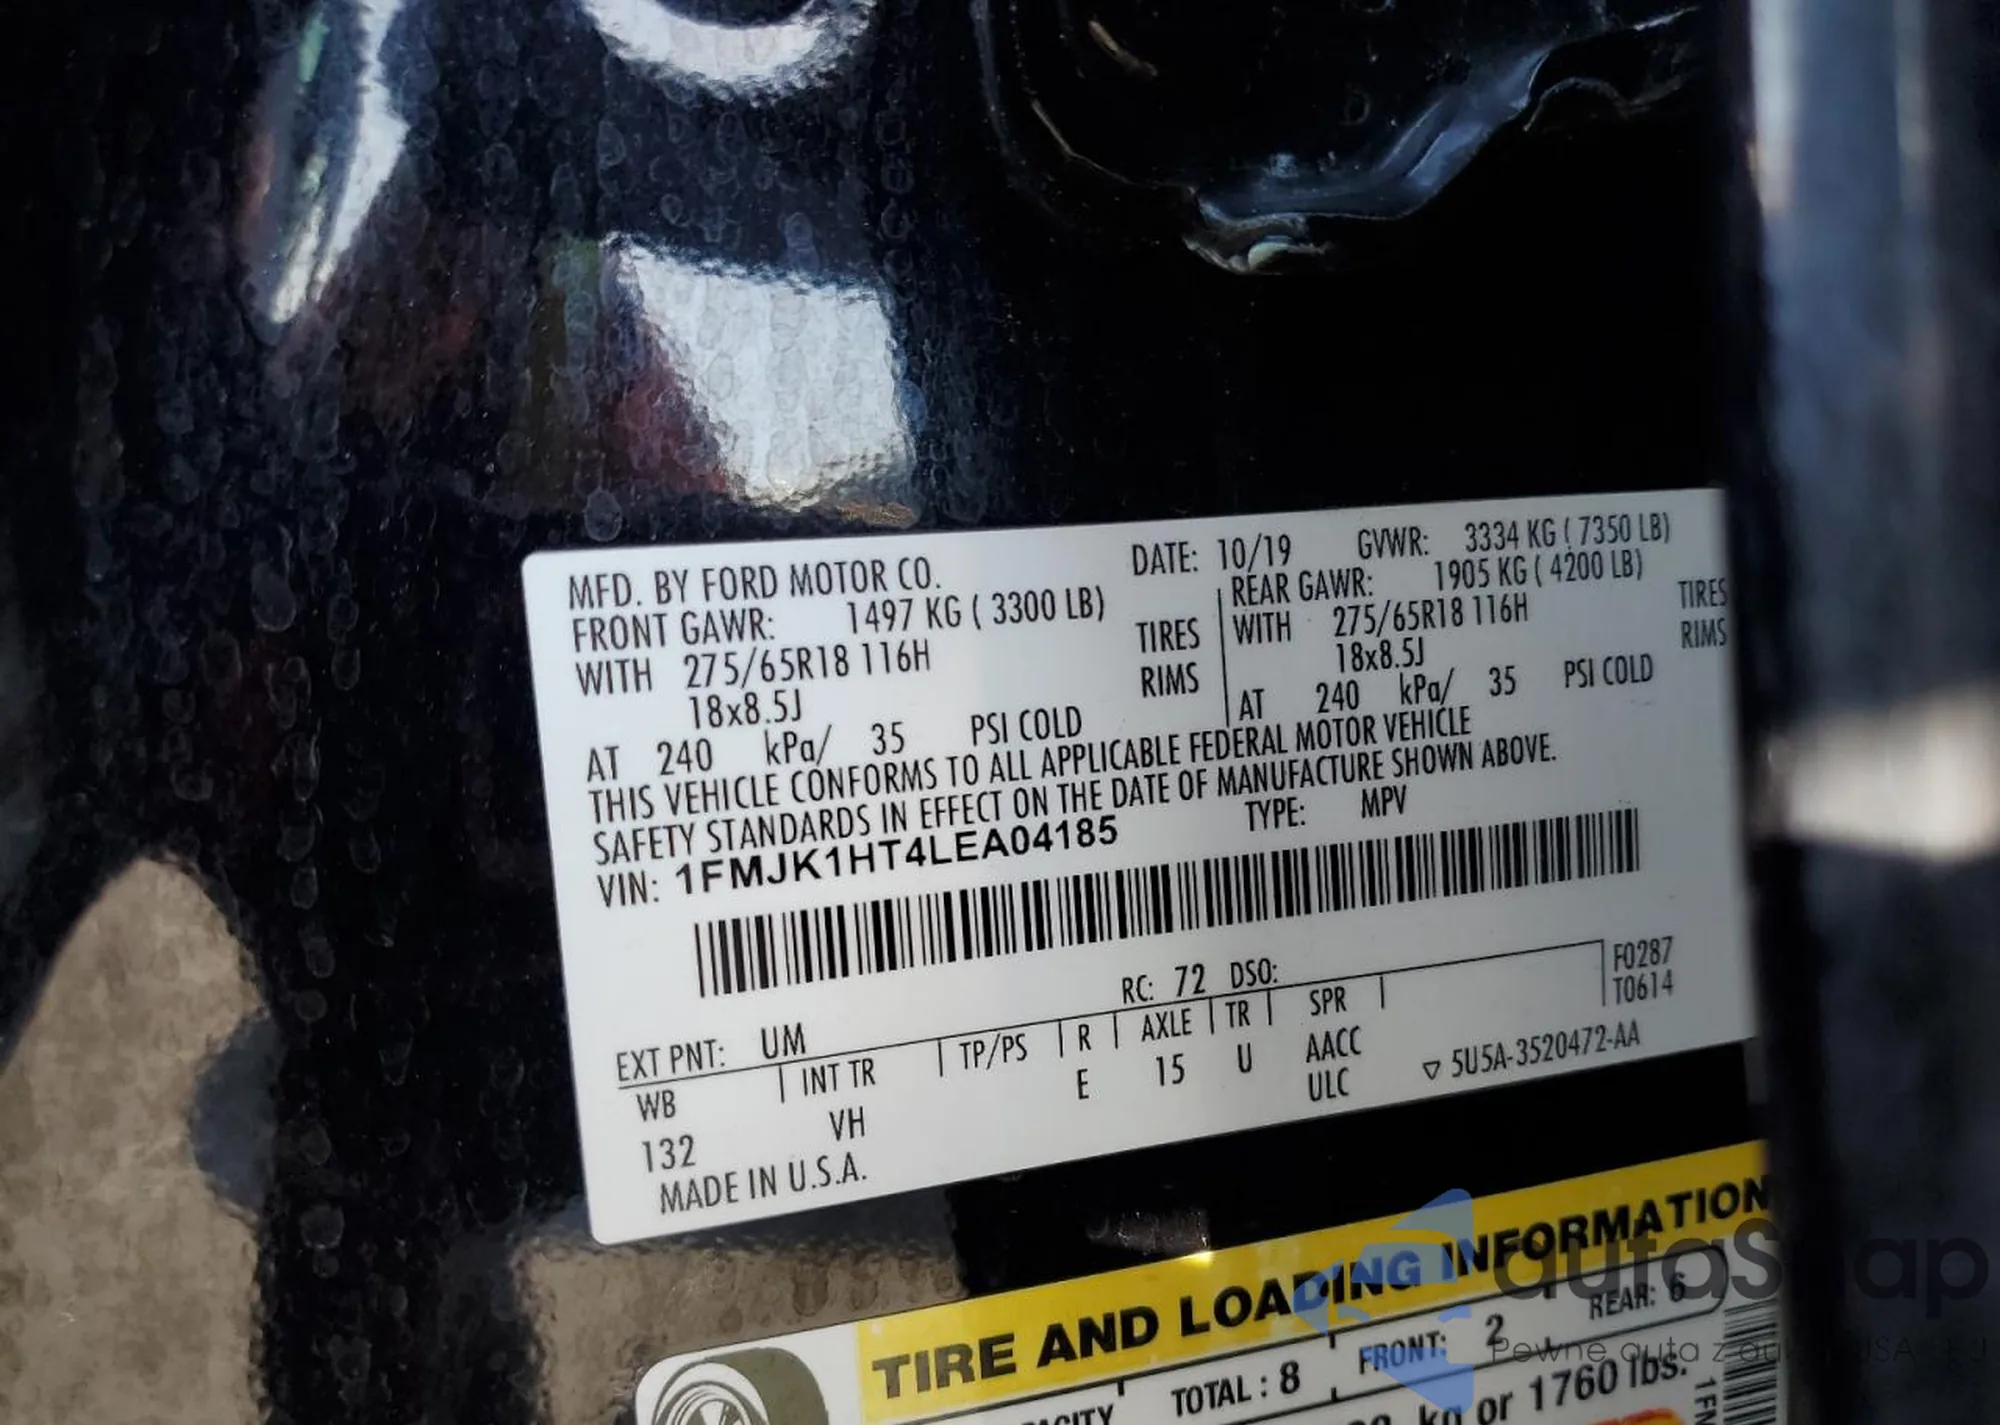 MFD. BY FORD MOTOR CO. DATE: 10/19 GVWR: 3334 KG ( 7350 LB)
FRONT GAWR: 1497 KG ( 3300 LB) REAR GAWR: 1905 KG ( 4200 LB)
WITH 275/65R18 116H TIRES WITH 275/65R18 116H TIRES
18x8.5J RIMS 18x8.5J RIMS
AT 240 kPa/ 35 PSI COLD AT 240 kPa/ 35 PSI COLD
THIS VEHICLE CONFORMS TO ALL APPLICABLE FEDERAL MOTOR VEHICLE
SAFETY STANDARDS IN EFFECT ON THE DATE OF MANUFACTURE SHOWN ABOVE.
VIN: 1FMJK1HT4LEA04185 TYPE: MPV
F0287
T0614
EXT PNT: UM RC: 72 DSO:
WB INT TR TP/PS R AXLE TR SPR
132 VH E 15 U AACC
ULC
▽ 5U5A-3520472-AA
MADE IN U.S.A.
TIRE AND LOADING INFORMATION
TOTAL : 8 FRONT: 2 REAR: 6
kg or 1760 lbs.
1FM
autaSnap
Pewne auta z
USA